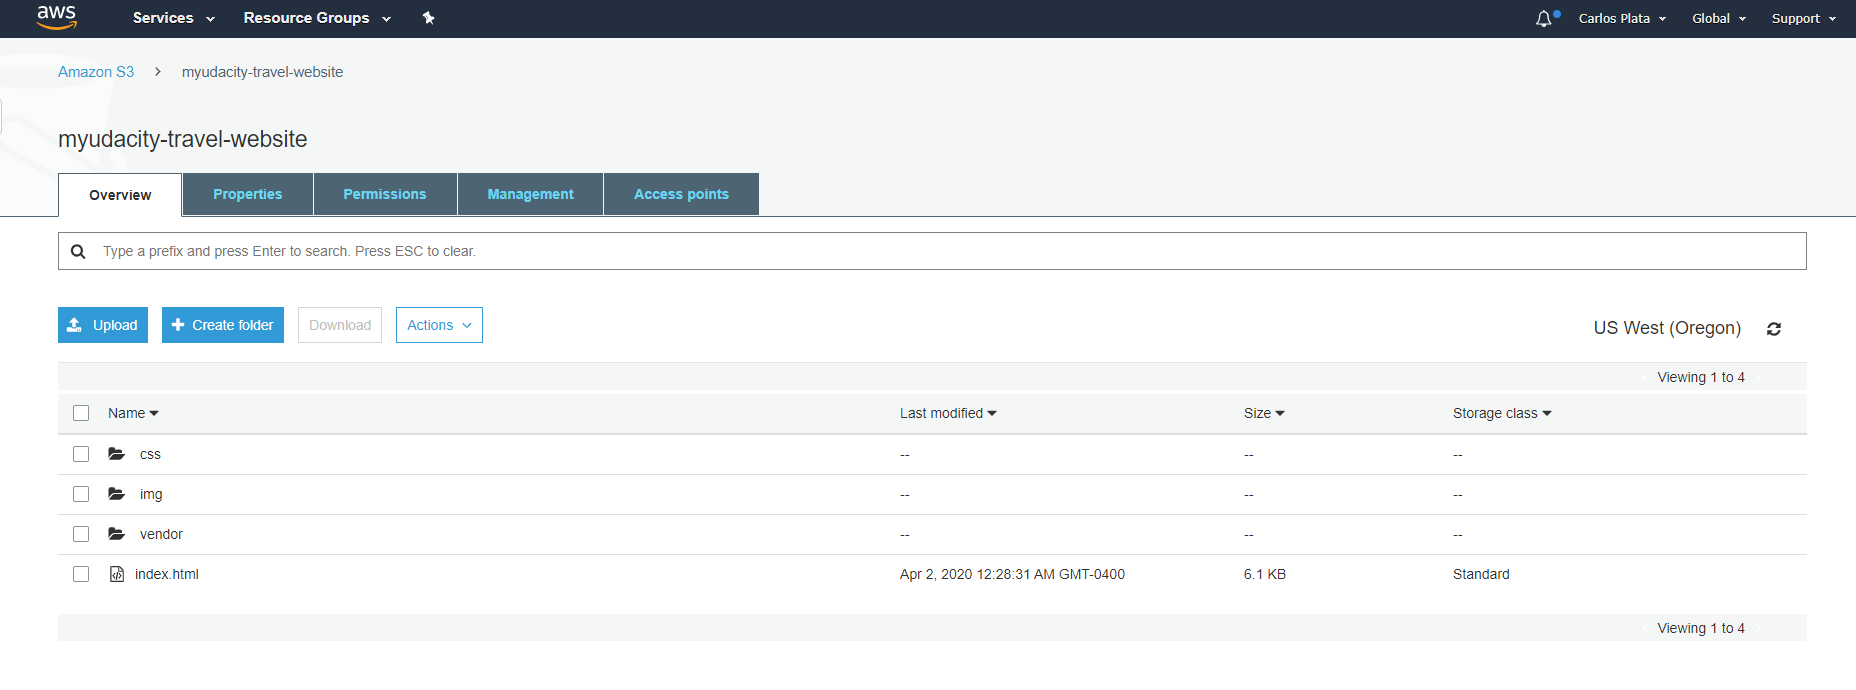 aws Services Resource Groups Carlos Plata Global Support
Amazon S3 > myudacity-travel-website
myudacity-travel-website
Overview Properties Permissions Management Access points
Type a prefix and press Enter to search. Press ESC to clear.
Upload Create folder Download Actions US West (Oregon)
Viewing 1 to 4
Name Last modified Size Storage class
css -- -- --
img -- -- --
vendor -- -- --
index.html Apr 2, 2020 12:28:31 AM GMT-0400 6.1 KB Standard
Viewing 1 to 4